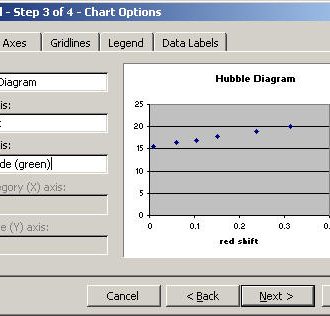 - Step 3 of 4 - Chart Options
Axes Gridlines Legend Data Labels
Diagram
Hubble Diagram
is:
is:
de (green)
egory (X) axis:
e (Y) axis:
25
20
15
10
5
0
0 0.1 0.2 0.3
red shift
Cancel < Back Next >